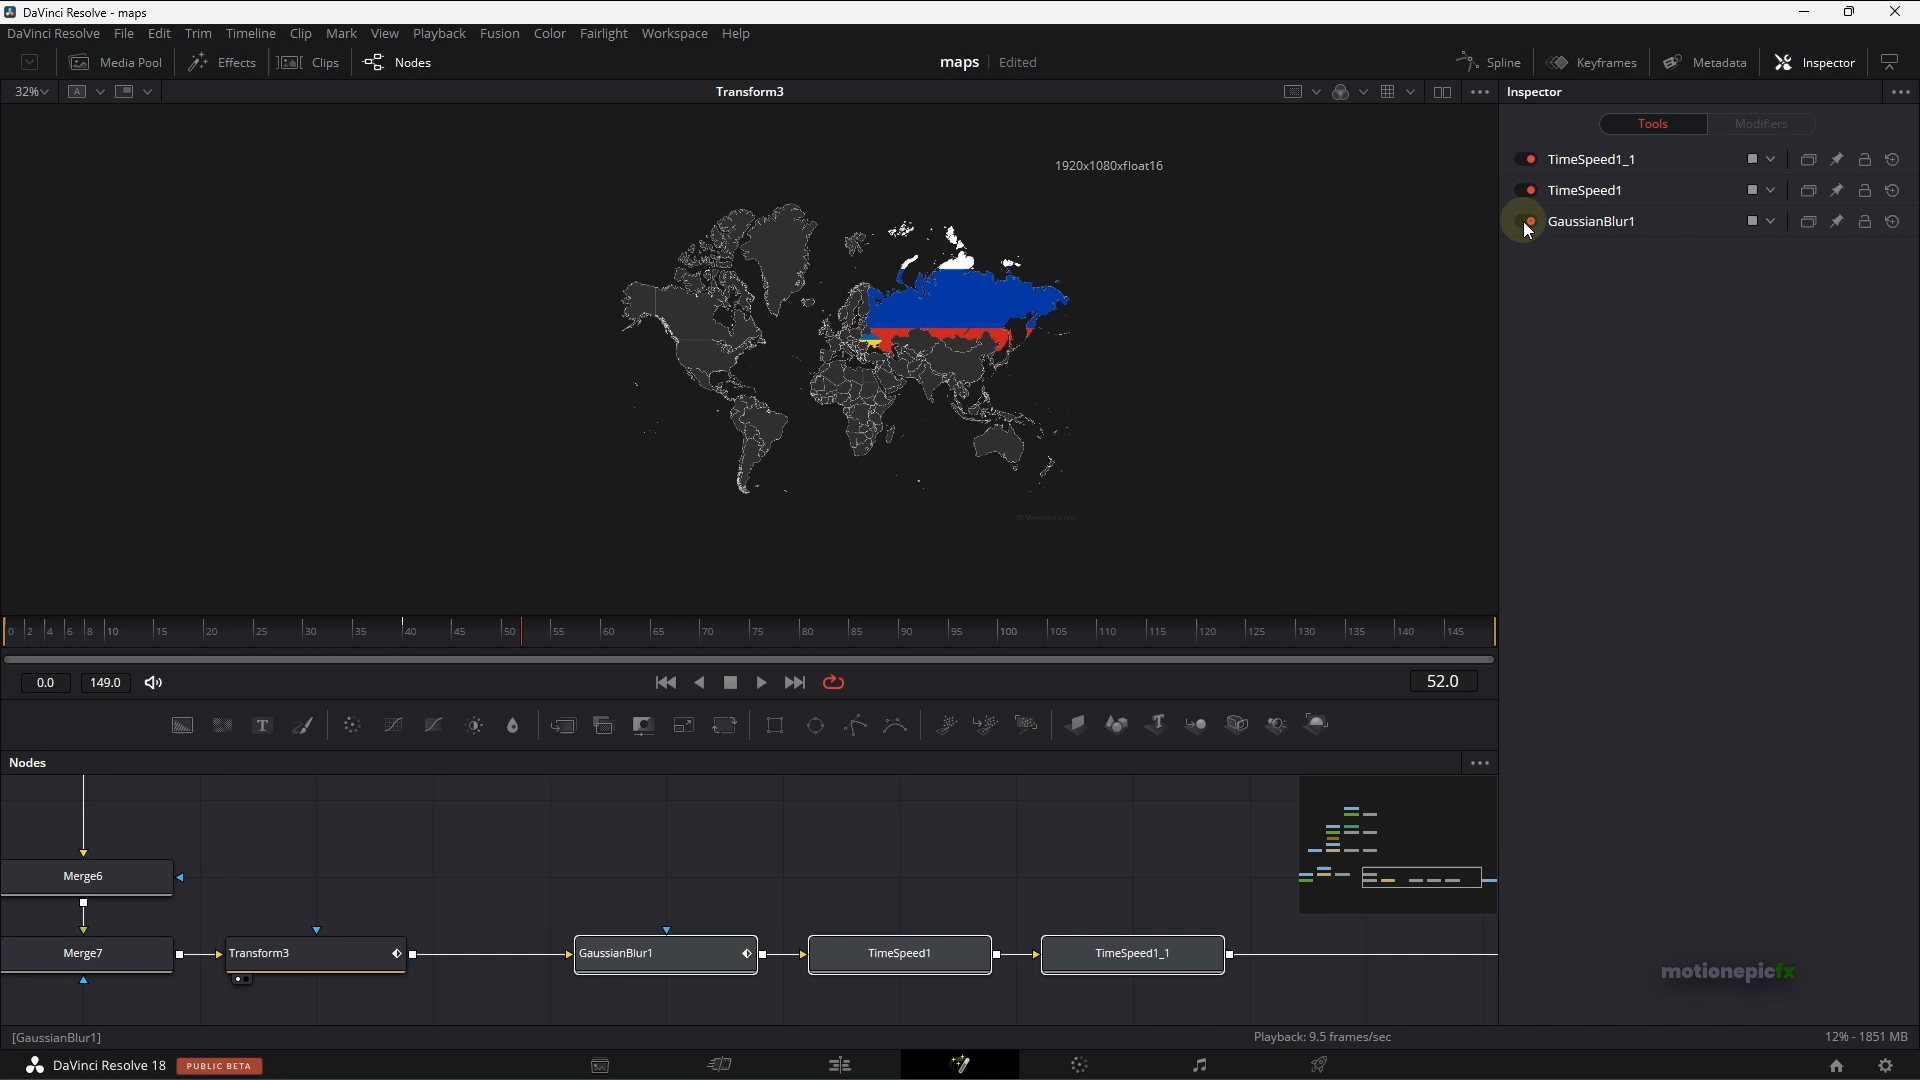 DaVinci Resolve - maps
DaVinci Resolve File Edit Trim Timeline Clip Mark View Playback Fusion Color Fairlight Workspace Help
Media Pool Effects Clips Nodes maps Edited Spline Keyframes Metadata Inspector
32% A Transform3 Inspector
Tools Modifiers
TimeSpeed1_1
TimeSpeed1
GaussianBlur1
1920x1080xfloat16
0 2 4 6 8 10 15 20 25 30 35 40 45 50 55 60 65 70 75 80 85 90 95 100 105 110 115 120 125 130 135 140 145
0.0 149.0 52.0
T T
Nodes
Merge6
Merge7 Transform3 GaussianBlur1 TimeSpeed1 TimeSpeed1_1
motionepicfx
[GaussianBlur1] Playback: 9.5 frames/sec 12% - 1851 MB
DaVinci Resolve 18 PUBLIC BETA